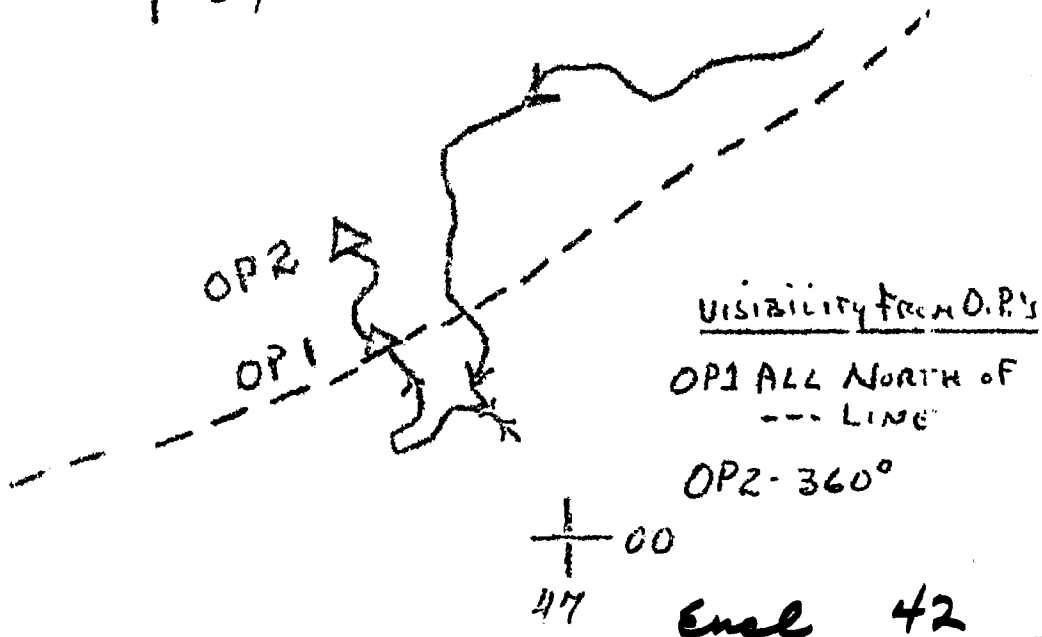 OP2
OP1
VISIBILITY FROM O.P.'s
OP1 ALL NORTH OF
--- LINE
OP2 - 360°
00
47
Encl 42